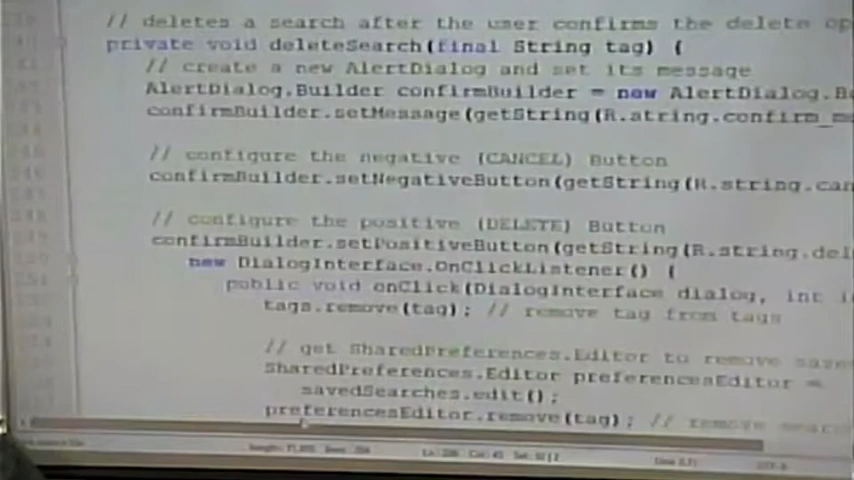 // deletes a search after the user confirms the delete op
private void deleteSearch(final String tag) {
// create a new AlertDialog and set its message
AlertDialog.Builder confirmBuilder = new AlertDialog.B
confirmBuilder.setMessage(getString(R.string.confirm_m
// configure the negative (CANCEL) Button
confirmBuilder.setNegativeButton(getString(R.string.can
// configure the positive (DELETE) Button
confirmBuilder.setPositiveButton(getString(R.string.del
new DialogInterface.OnClickListener() {
public void onClick(DialogInterface dialog, int i
tags.remove(tag); // remove tag from tags
// get SharedPreferences.Editor to remove save
SharedPreferences.Editor preferencesEditor =
savedSearches.edit();
preferencesEditor.remove(tag); // remove search